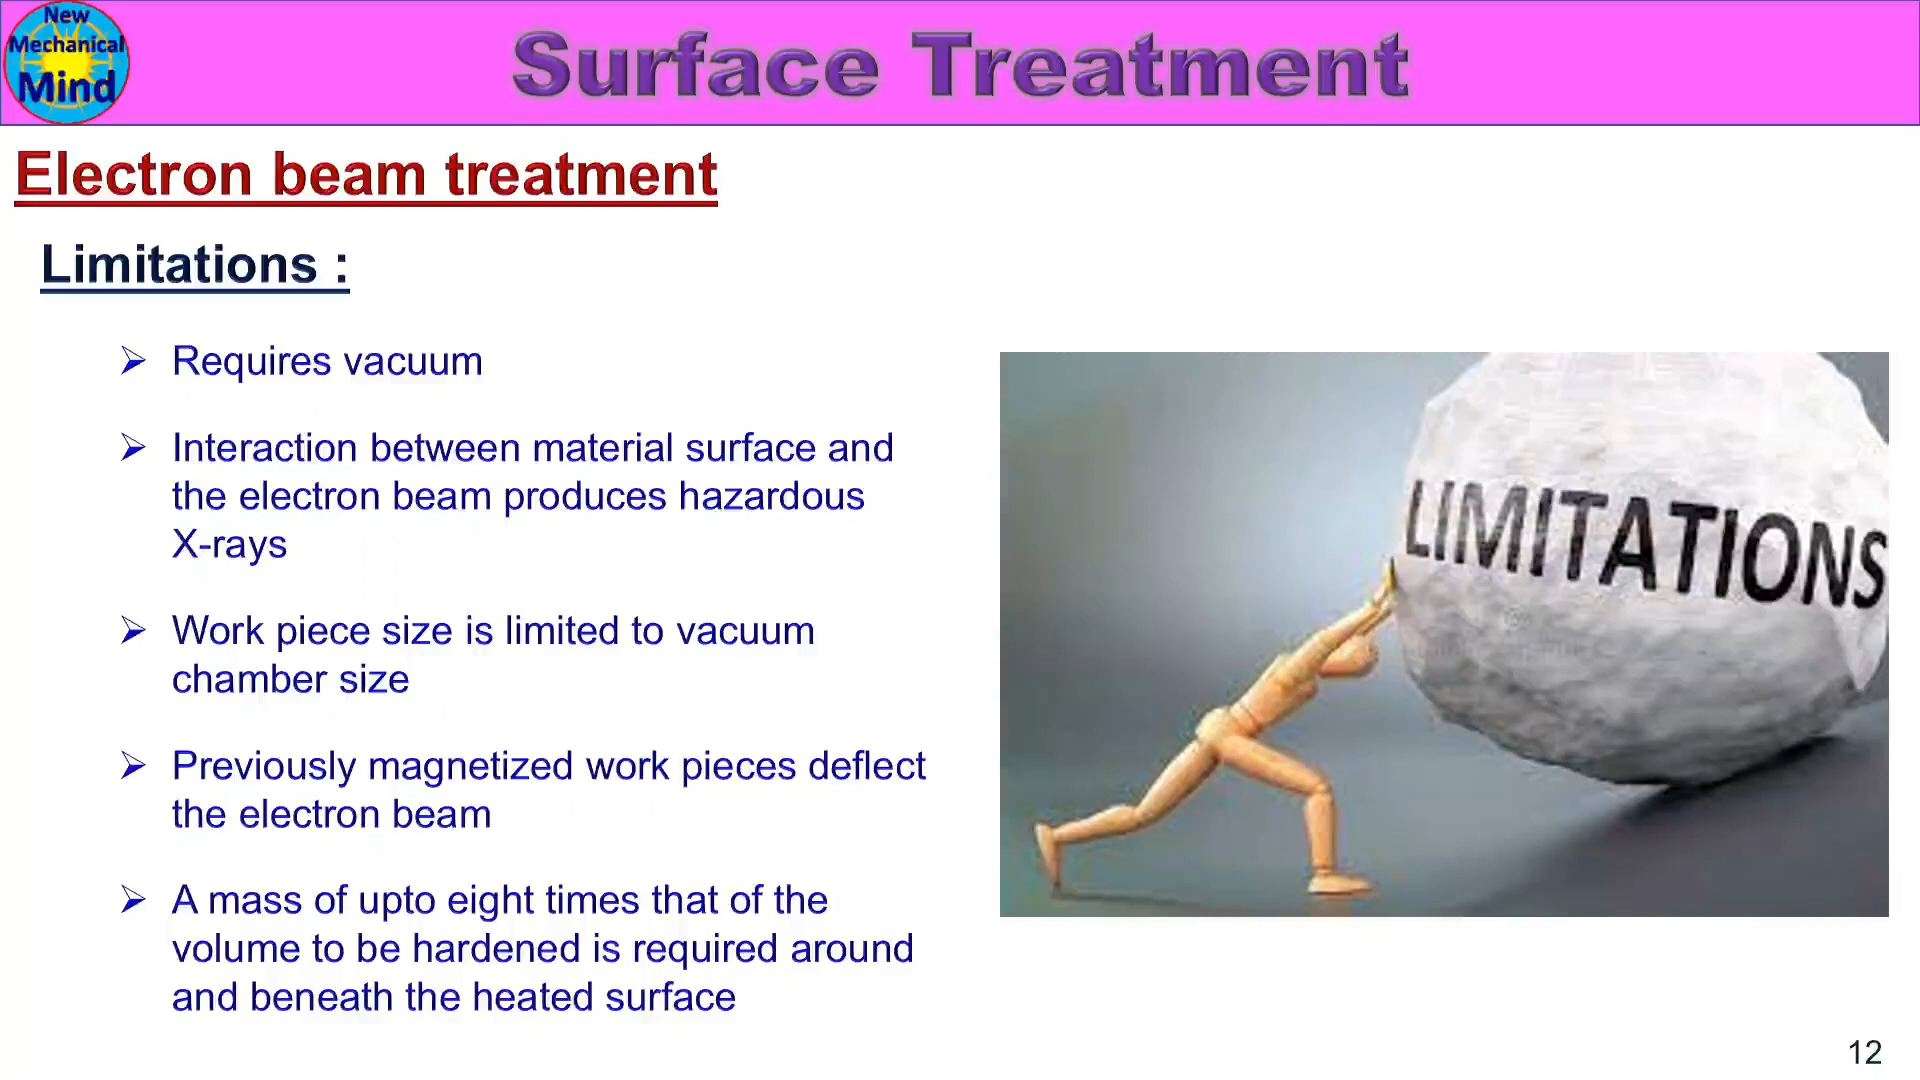 New
Mechanical
Mind
Surface Treatment
Electron beam treatment
Limitations :
➢ Requires vacuum
➢ Interaction between material surface and
the electron beam produces hazardous
X-rays
➢ Work piece size is limited to vacuum
chamber size
➢ Previously magnetized work pieces deflect
the electron beam
➢ A mass of upto eight times that of the
volume to be hardened is required around
and beneath the heated surface
LIMITATIONS
12